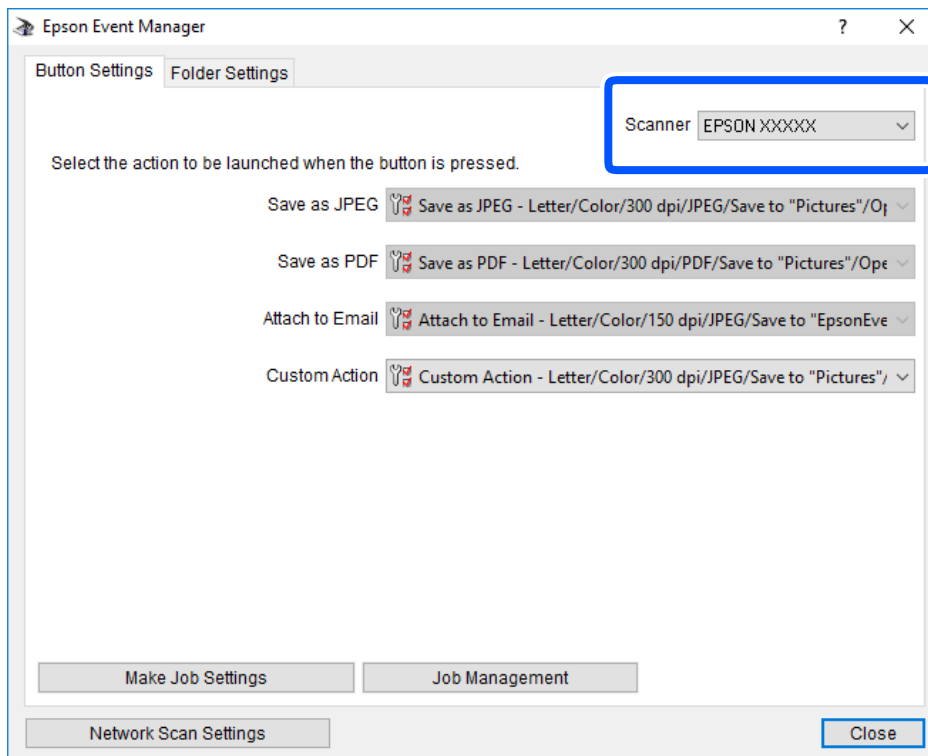 Epson Event Manager
Button Settings Folder Settings
Scanner EPSON XXXXX
Select the action to be launched when the button is pressed.
Save as JPEG Save as JPEG - Letter/Color/300 dpi/JPEG/Save to "Pictures"/Op
Save as PDF Save as PDF - Letter/Color/300 dpi/PDF/Save to "Pictures"/Ope
Attach to Email Attach to Email - Letter/Color/150 dpi/JPEG/Save to "EpsonEve
Custom Action Custom Action - Letter/Color/300 dpi/JPEG/Save to "Pictures"/
Make Job Settings Job Management
Network Scan Settings Close